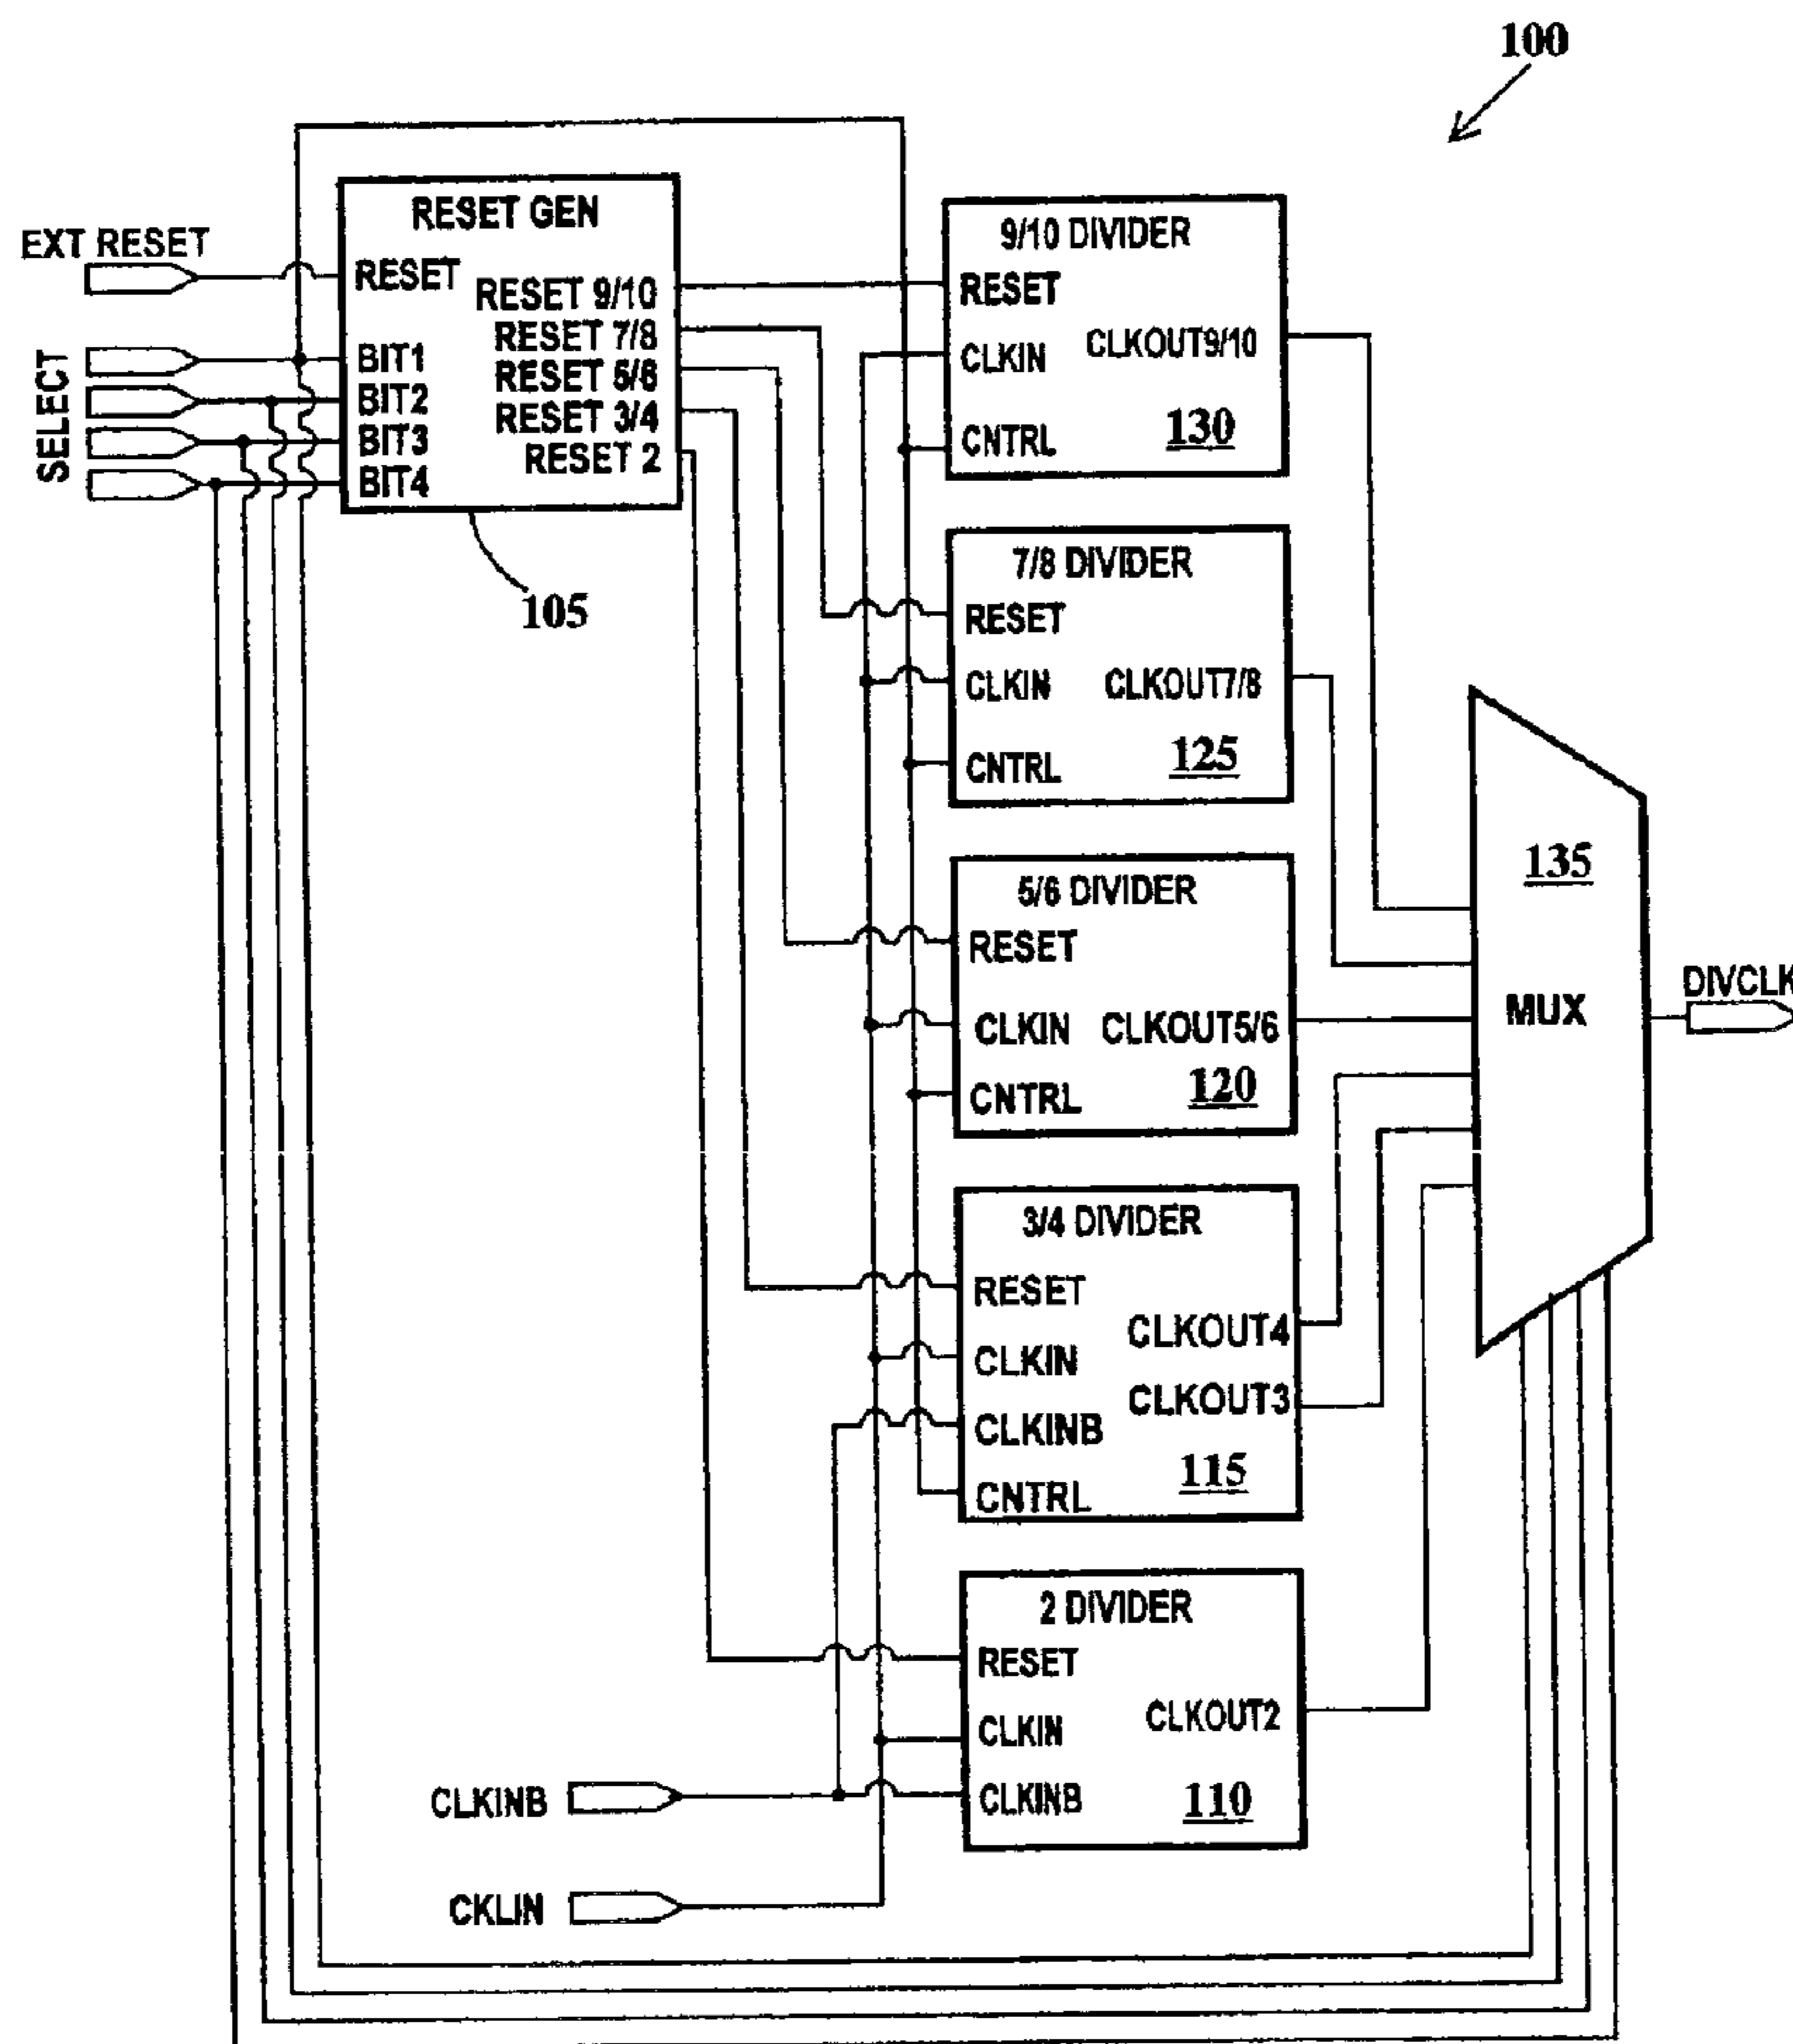 100
RESET GEN
EXT RESET
RESET
RESET 9/10
RESET 7/8
RESET 5/6
RESET 3/4
RESET 2
SELECT
BIT1
BIT2
BIT3
BIT4
105
9/10 DIVIDER
RESET
CLKIN
CLKOUT9/10
CNTRL
130
7/8 DIVIDER
RESET
CLKIN
CLKOUT7/8
CNTRL
125
5/6 DIVIDER
RESET
CLKIN
CLKOUT5/6
CNTRL
120
3/4 DIVIDER
RESET
CLKOUT4
CLKIN
CLKOUT3
CLKINB
115
CNTRL
2 DIVIDER
RESET
CLKOUT2
CLKIN
CLKINB
110
135
MUX
DIVCLK
CLKINB
CKLIN